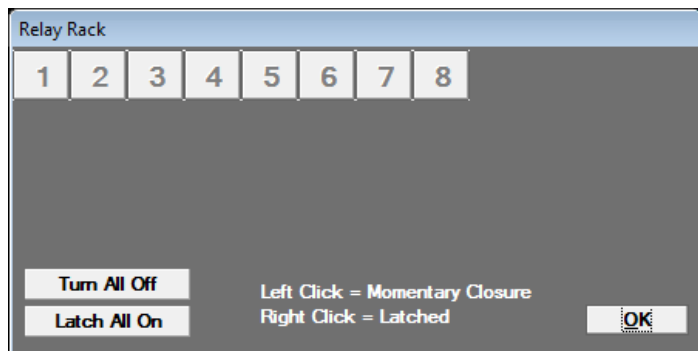 Relay Rack
1 2 3 4 5 6 7 8
Turn All Off
Latch All On
Left Click = Momentary Closure
Right Click = Latched
OK